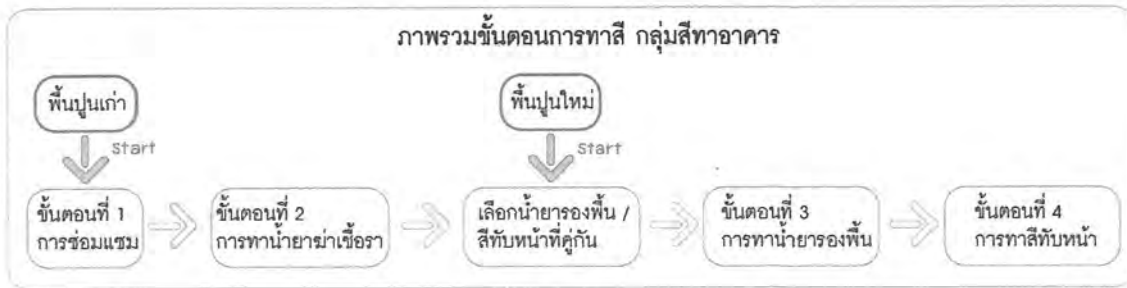 ภาพรวมขั้นตอนการทาสี กลุ่มสีทาอาคาร
พื้นปูนเก่า
Start
พื้นปูนใหม่
Start
ขั้นตอนที่ 1
การซ่อมแซม
ขั้นตอนที่ 2
การทาน้ำยาฆ่าเชื้อรา
เลือกน้ำยารองพื้น /
สีทับหน้าที่คู่กัน
ขั้นตอนที่ 3
การทาน้ำยารองพื้น
ขั้นตอนที่ 4
การทาสีทับหน้า